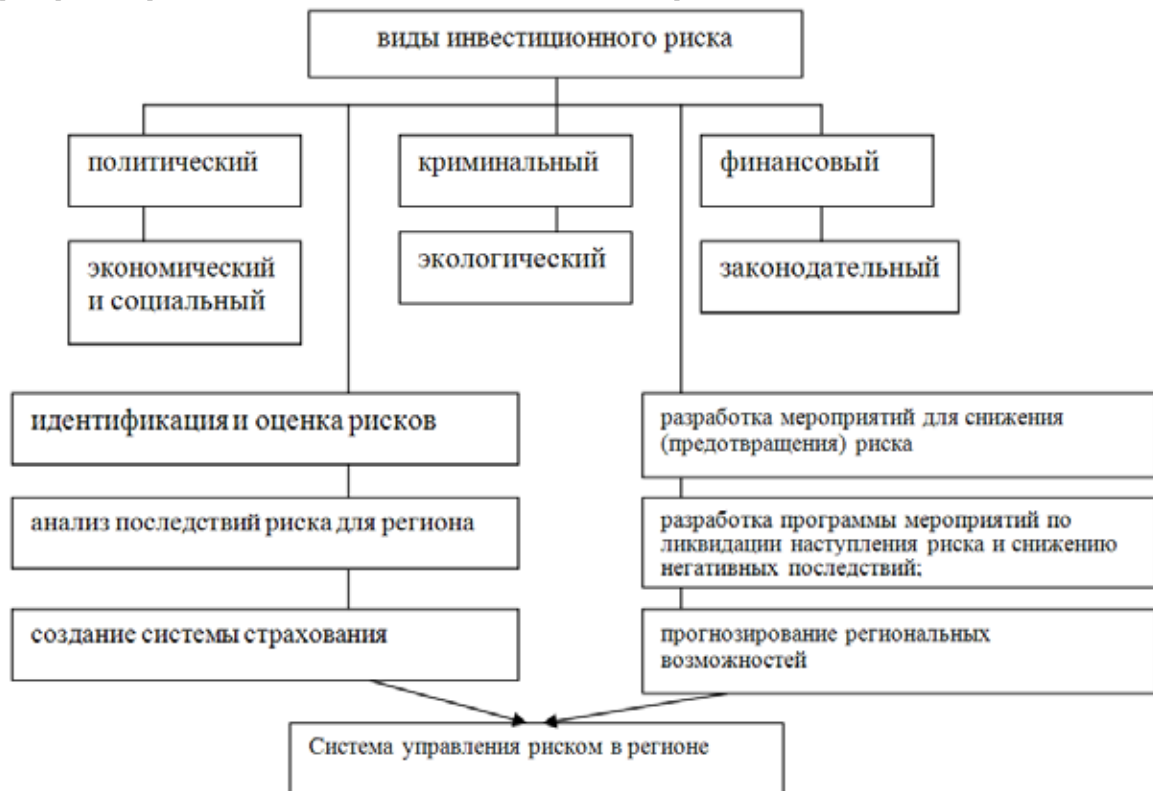 виды инвестиционного риска
политический
криминальный
финансовый
экономический
и социальный
экологический
законодательный
идентификация и оценка рисков
разработка мероприятий для снижения
(предотвращения) риска
анализ последствий риска для региона
разработка программы мероприятий по
ликвидации наступления риска и снижению
негативных последствий;
создание системы страхования
прогнозирование региональных
возможностей
Система управления риском в регионе